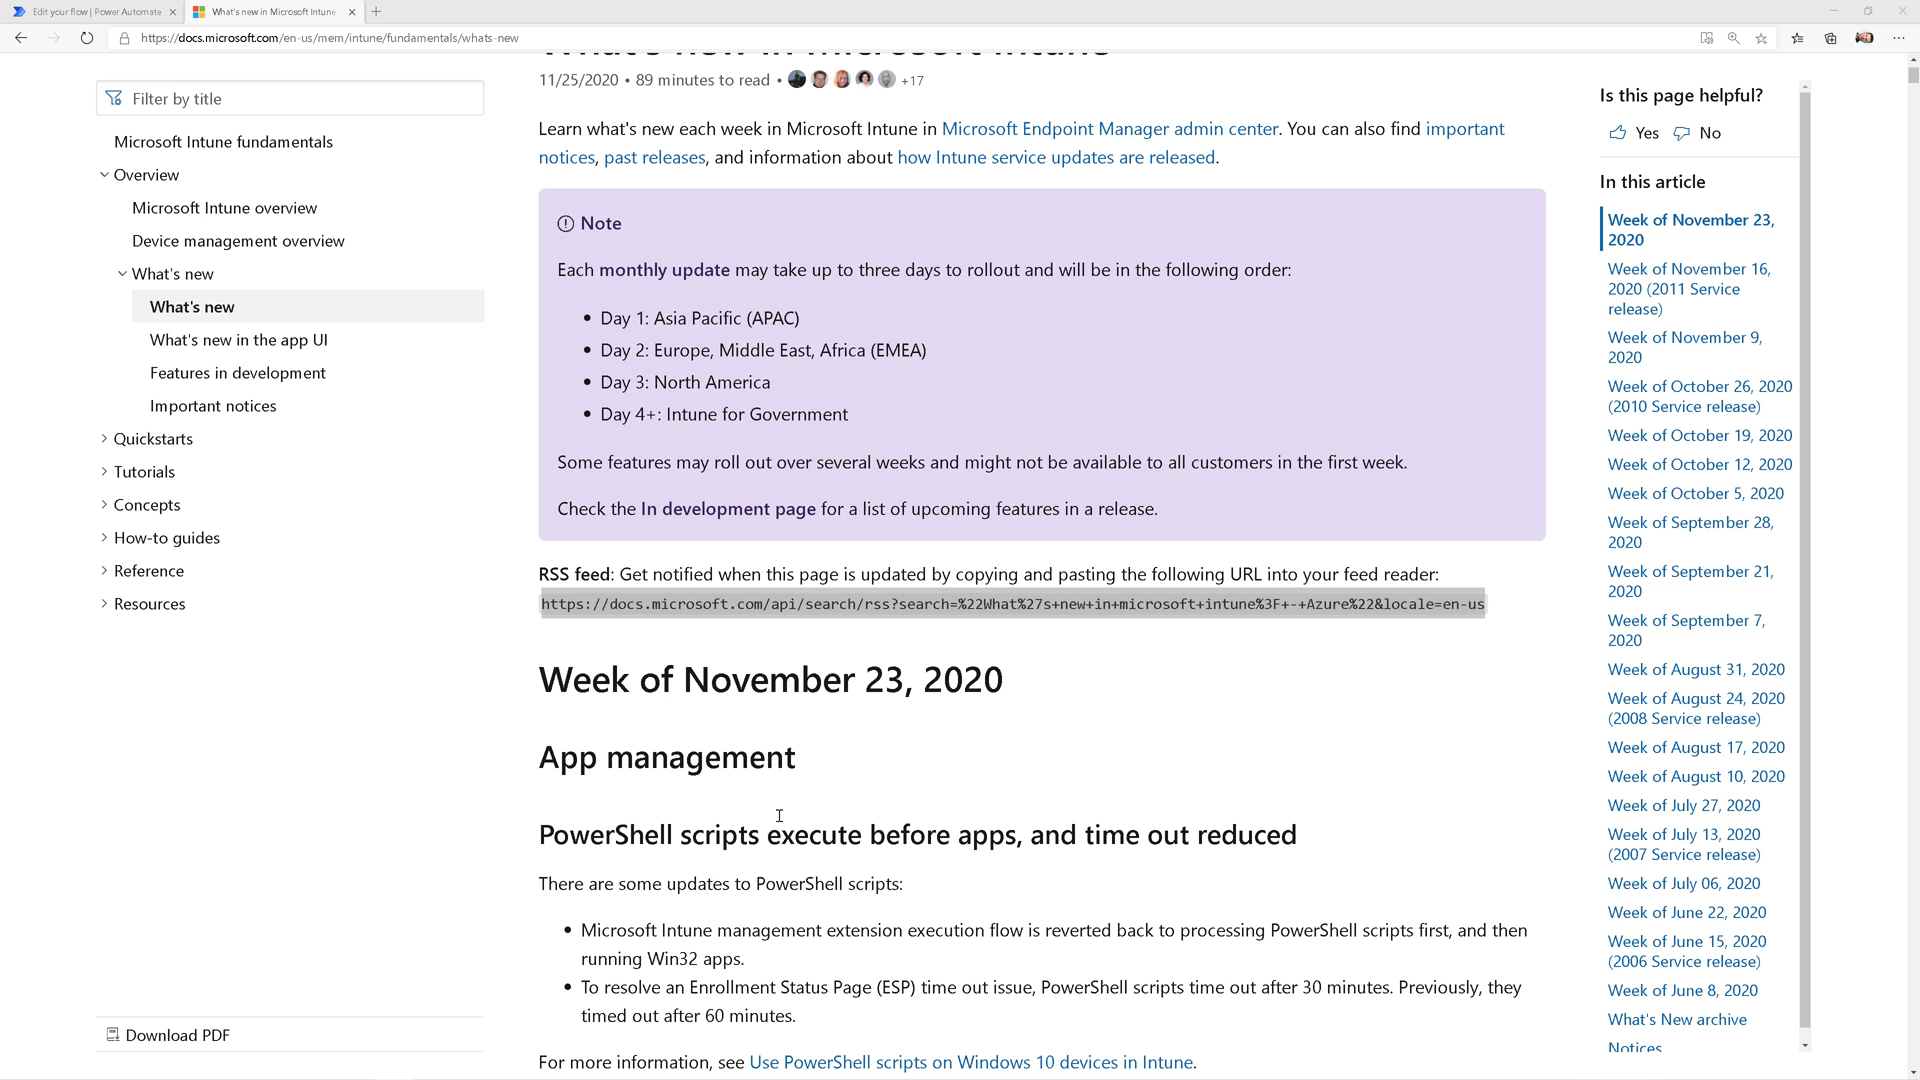 Edit your flow | Power Automate
What's new in Microsoft Intune
https://docs.microsoft.com/en-us/mem/intune/fundamentals/whats-new
Filter by title
Microsoft Intune fundamentals
Overview
Microsoft Intune overview
Device management overview
What's new
What's new
What's new in the app UI
Features in development
Important notices
Quickstarts
Tutorials
Concepts
How-to guides
Reference
Resources
Download PDF
What's new in Microsoft Intune
11/25/2020 • 89 minutes to read • +17
Learn what's new each week in Microsoft Intune in Microsoft Endpoint Manager admin center. You can also find important
notices, past releases, and information about how Intune service updates are released.
Note
Each monthly update may take up to three days to rollout and will be in the following order:
• Day 1: Asia Pacific (APAC)
• Day 2: Europe, Middle East, Africa (EMEA)
• Day 3: North America
• Day 4+: Intune for Government
Some features may roll out over several weeks and might not be available to all customers in the first week.
Check the In development page for a list of upcoming features in a release.
RSS feed: Get notified when this page is updated by copying and pasting the following URL into your feed reader:
https://docs.microsoft.com/api/search/rss?search=%22What%27s+new+in+microsoft+intune%3F+-+Azure%22&locale=en-us
Week of November 23, 2020
App management
PowerShell scripts execute before apps, and time out reduced
There are some updates to PowerShell scripts:
• Microsoft Intune management extension execution flow is reverted back to processing PowerShell scripts first, and then
running Win32 apps.
• To resolve an Enrollment Status Page (ESP) time out issue, PowerShell scripts time out after 30 minutes. Previously, they
timed out after 60 minutes.
For more information, see Use PowerShell scripts on Windows 10 devices in Intune.
Is this page helpful?
Yes No
In this article
Week of November 23,
2020
Week of November 16,
2020 (2011 Service
release)
Week of November 9,
2020
Week of October 26, 2020
(2010 Service release)
Week of October 19, 2020
Week of October 12, 2020
Week of October 5, 2020
Week of September 28,
2020
Week of September 21,
2020
Week of September 7,
2020
Week of August 31, 2020
Week of August 24, 2020
(2008 Service release)
Week of August 17, 2020
Week of August 10, 2020
Week of July 27, 2020
Week of July 13, 2020
(2007 Service release)
Week of July 06, 2020
Week of June 22, 2020
Week of June 15, 2020
(2006 Service release)
Week of June 8, 2020
What's New archive
Notices